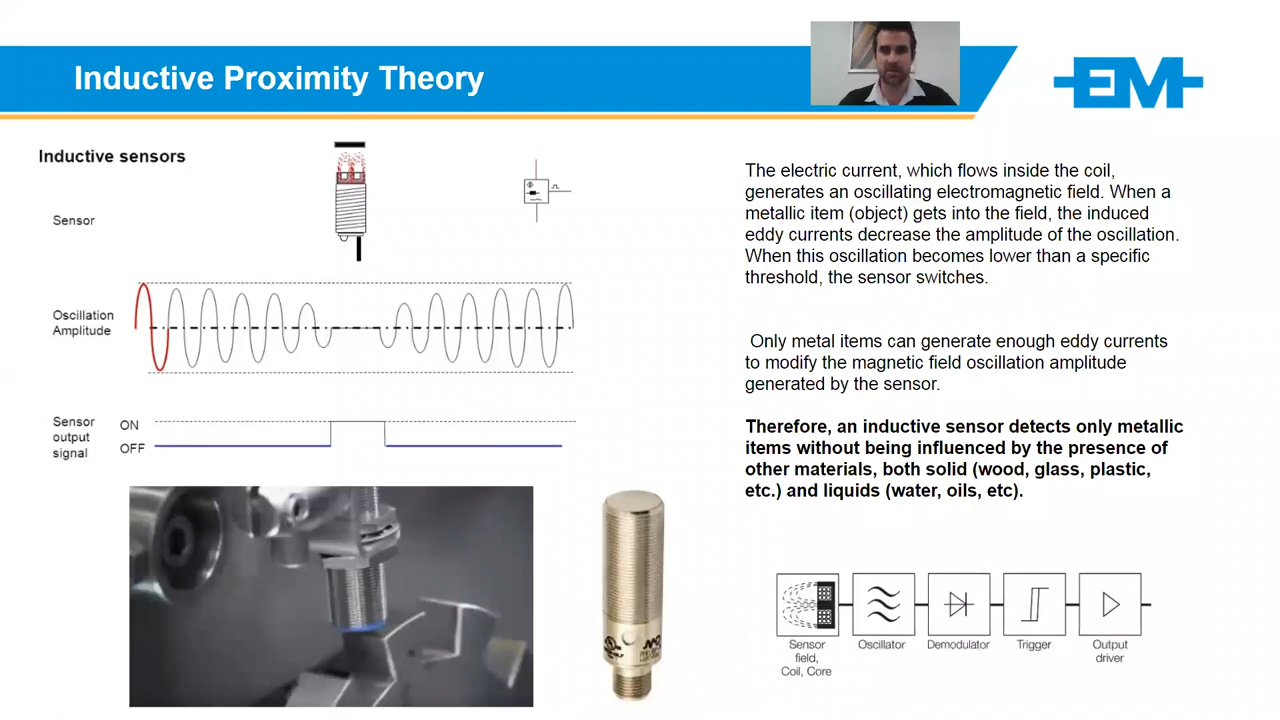 Inductive Proximity Theory
EM
Inductive sensors
Sensor
Oscillation
Amplitude
Sensor
output
signal
ON
OFF
The electric current, which flows inside the coil,
generates an oscillating electromagnetic field. When a
metallic item (object) gets into the field, the induced
eddy currents decrease the amplitude of the oscillation.
When this oscillation becomes lower than a specific
threshold, the sensor switches.
Only metal items can generate enough eddy currents
to modify the magnetic field oscillation amplitude
generated by the sensor.
Therefore, an inductive sensor detects only metallic
items without being influenced by the presence of
other materials, both solid (wood, glass, plastic,
etc.) and liquids (water, oils, etc).
Sensor
field,
Coil, Core
Oscillator
Demodulator
Trigger
Output
driver